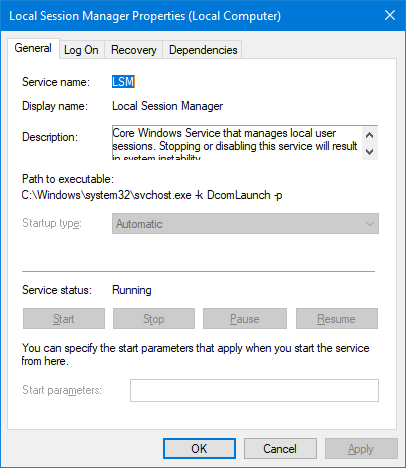 Local Session Manager Properties (Local Computer)
General Log On Recovery Dependencies
Service name: LSM
Display name: Local Session Manager
Description: Core Windows Service that manages local user
sessions. Stopping or disabling this service will result
in system instability.
Path to executable:
C:\Windows\system32\svchost.exe -k DcomLaunch -p
Startup type: Automatic
Service status: Running
Start Stop Pause Resume
You can specify the start parameters that apply when you start the service
from here.
Start parameters:
OK Cancel Apply